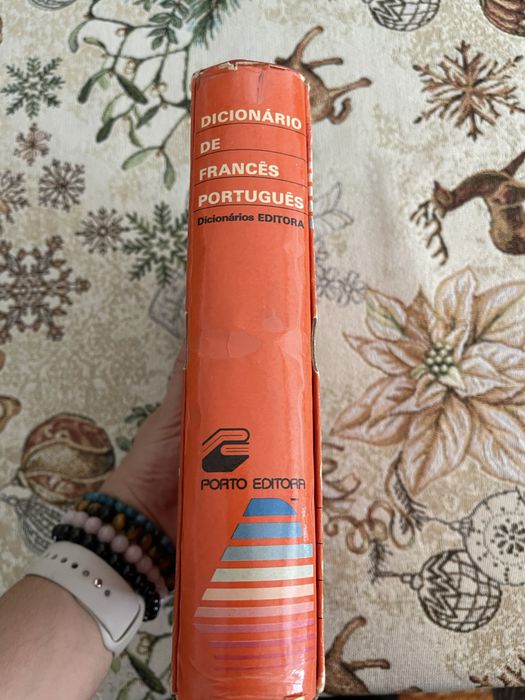 DICIONÁRIO
DE
FRANCÊS
PORTUGUÊS
Dicionários EDITORA
PORTO EDITORA